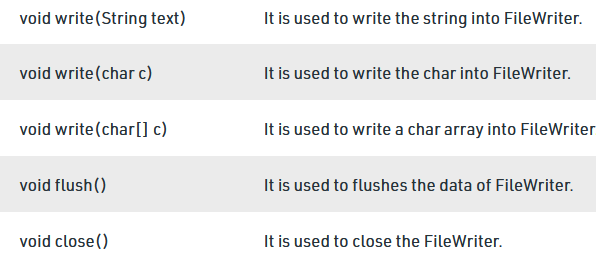 void write(String text) It is used to write the string into FileWriter.
void write(char c) It is used to write the char into FileWriter.
void write(char[] c) It is used to write a char array into FileWriter
void flush() It is used to flushes the data of FileWriter.
void close() It is used to close the FileWriter.